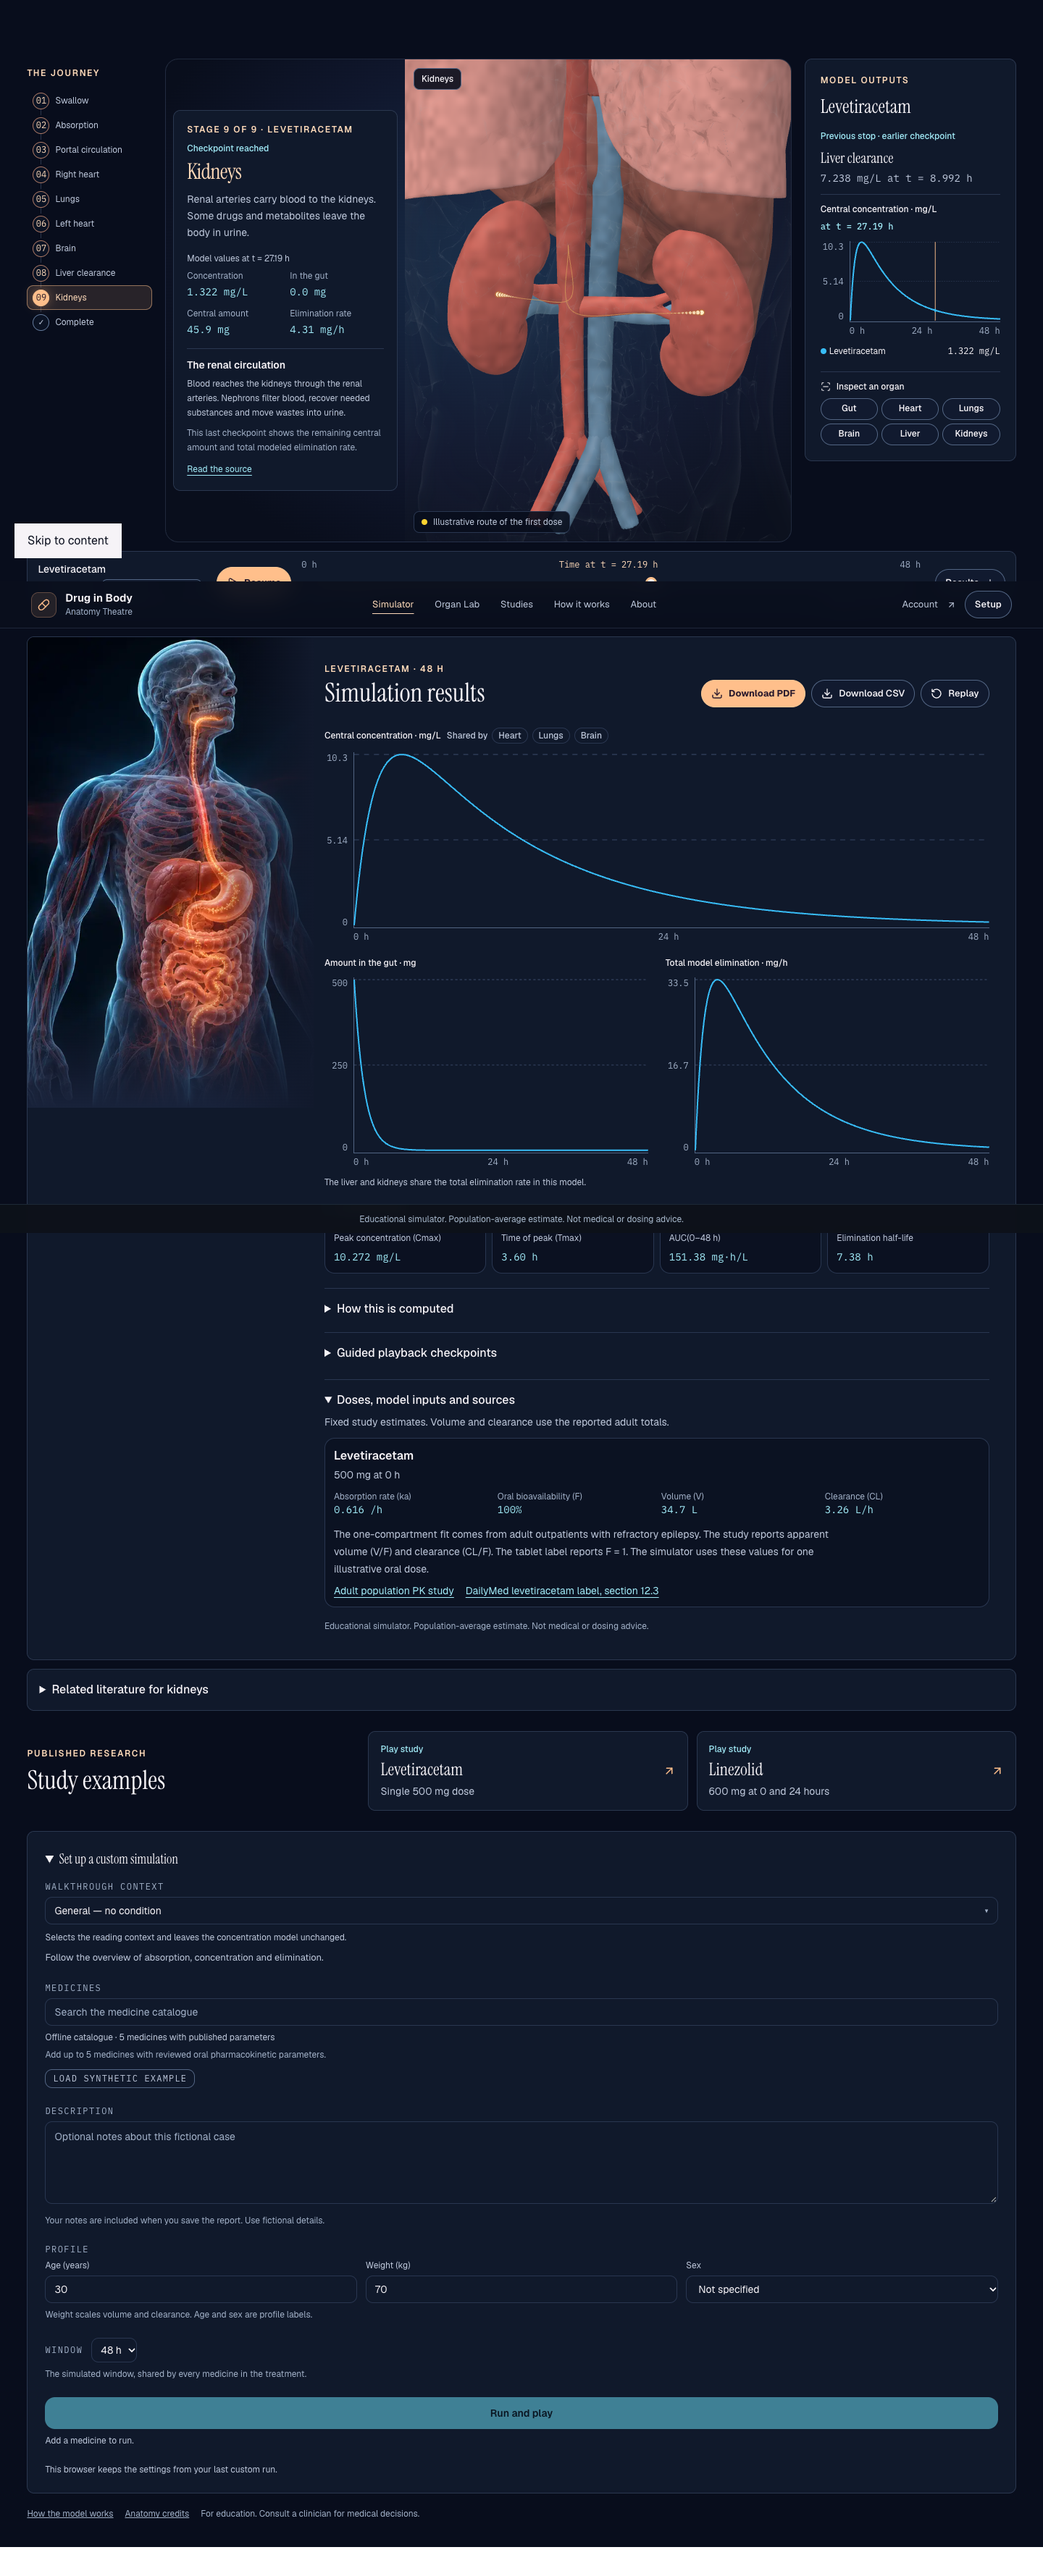 THE JOURNEY
01 Swallow
02 Absorption
03 Portal circulation
04 Right heart
05 Lungs
06 Left heart
07 Brain
08 Liver clearance
09 Kidneys
✓ Complete
STAGE 9 OF 9 · LEVETIRACETAM
Checkpoint reached
Kidneys
Renal arteries carry blood to the kidneys.
Some drugs and metabolites leave the
body in urine.
Model values at t = 27.19 h
Concentration In the gut
1.322 mg/L 0.0 mg
Central amount Elimination rate
45.9 mg 4.31 mg/h
The renal circulation
Blood reaches the kidneys through the renal
arteries. Nephrons filter blood, recover needed
substances and move wastes into urine.
This last checkpoint shows the remaining central
amount and total modeled elimination rate.
Read the source
Kidneys
Illustrative route of the first dose
MODEL OUTPUTS
Levetiracetam
Previous stop · earlier checkpoint
Liver clearance
7.238 mg/L at t = 8.992 h
Central concentration · mg/L
at t = 27.19 h
10.3
5.14
0
0 h 24 h 48 h
Levetiracetam 1.322 mg/L
Inspect an organ
Gut Heart Lungs
Brain Liver Kidneys
Skip to content
Levetiracetam
0 h Time at t = 27.19 h 48 h
Drug in Body
Anatomy Theatre
Simulator Organ Lab Studies How it works About
Account Setup
LEVETIRACETAM · 48 H
Simulation results
Download PDF Download CSV Replay
Central concentration · mg/L Shared by Heart Lungs Brain
10.3
5.14
0
0 h 24 h 48 h
Amount in the gut · mg
500
250
0
0 h 24 h 48 h
Total model elimination · mg/h
33.5
16.7
0
0 h 24 h 48 h
The liver and kidneys share the total elimination rate in this model.
Educational simulator. Population-average estimate. Not medical or dosing advice.
Peak concentration (Cmax) Time of peak (Tmax) AUC(0–48 h) Elimination half-life
10.272 mg/L 3.60 h 151.38 mg·h/L 7.38 h
How this is computed
Guided playback checkpoints
Doses, model inputs and sources
Fixed study estimates. Volume and clearance use the reported adult totals.
Levetiracetam
500 mg at 0 h
Absorption rate (ka) Oral bioavailability (F) Volume (V) Clearance (CL)
0.616 /h 100% 34.7 L 3.26 L/h
The one-compartment fit comes from adult outpatients with refractory epilepsy. The study reports apparent
volume (V/F) and clearance (CL/F). The tablet label reports F = 1. The simulator uses these values for one
illustrative oral dose.
Adult population PK study DailyMed levetiracetam label, section 12.3
Educational simulator. Population-average estimate. Not medical or dosing advice.
Related literature for kidneys
PUBLISHED RESEARCH
Study examples
Play study
Levetiracetam
Single 500 mg dose
Play study
Linezolid
600 mg at 0 and 24 hours
Set up a custom simulation
WALKTHROUGH CONTEXT
General — no condition
Selects the reading context and leaves the concentration model unchanged.
Follow the overview of absorption, concentration and elimination.
MEDICINES
Search the medicine catalogue
Offline catalogue · 5 medicines with published parameters
Add up to 5 medicines with reviewed oral pharmacokinetic parameters.
LOAD SYNTHETIC EXAMPLE
DESCRIPTION
Optional notes about this fictional case
Your notes are included when you save the report. Use fictional details.
PROFILE
Age (years) Weight (kg) Sex
30 70 Not specified
Weight scales volume and clearance. Age and sex are profile labels.
WINDOW 48 h
The simulated window, shared by every medicine in the treatment.
Run and play
Add a medicine to run.
This browser keeps the settings from your last custom run.
How the model works Anatomy credits For education. Consult a clinician for medical decisions.